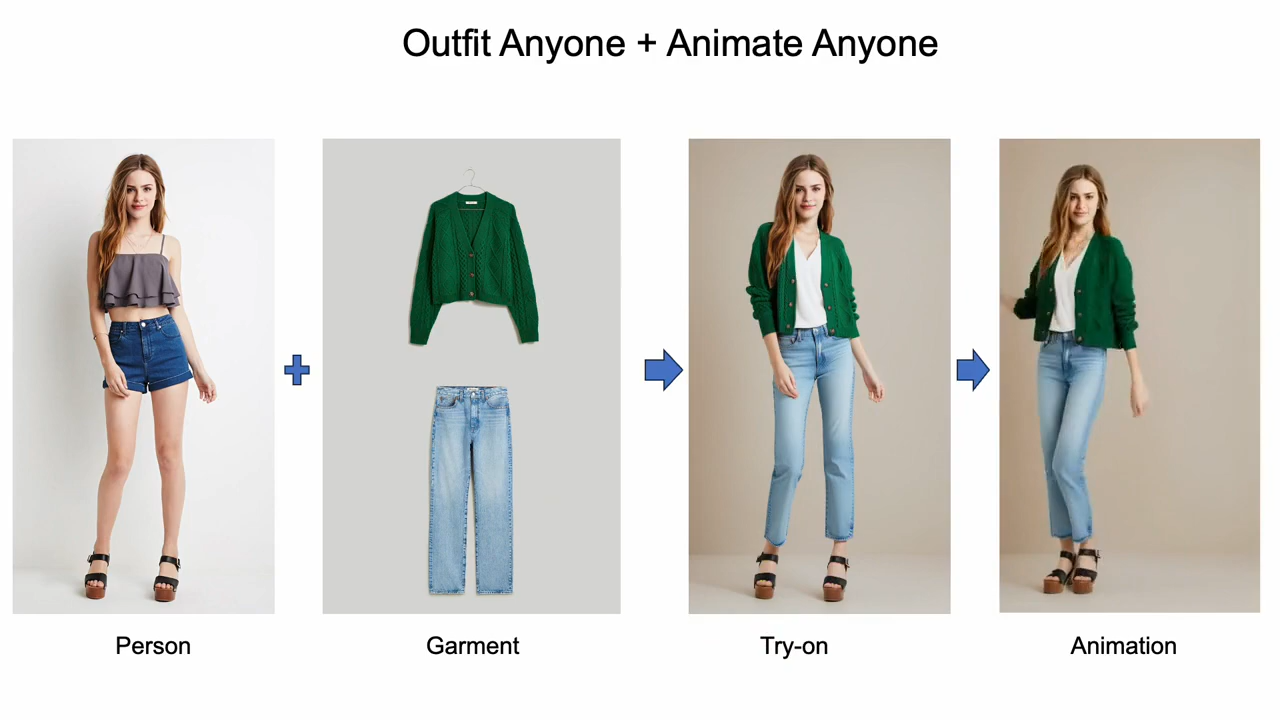 Outfit Anyone + Animate Anyone
Person
Garment
Try-on
Animation